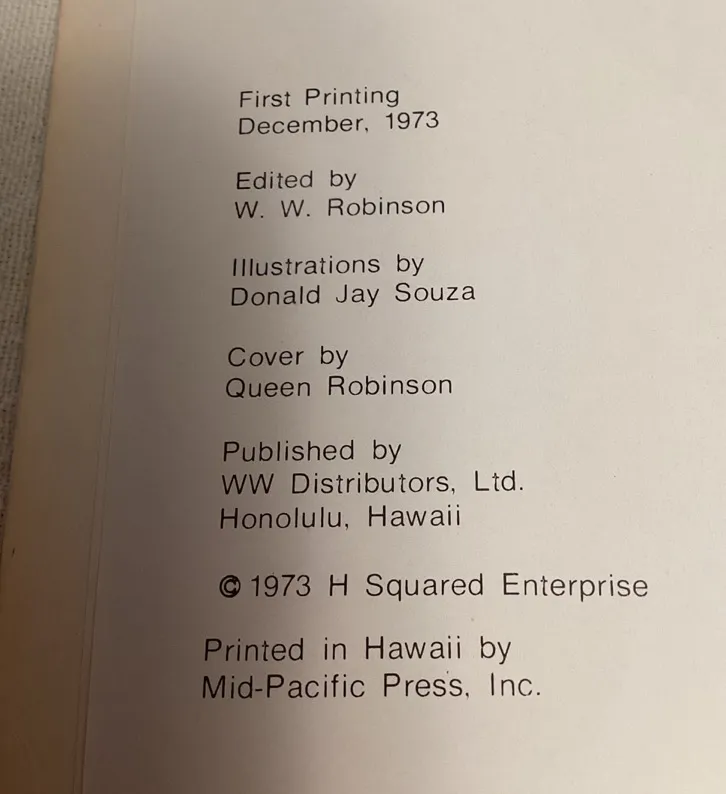 First Printing
December, 1973
Edited by
W. W. Robinson
Illustrations by
Donald Jay Souza
Cover by
Queen Robinson
Published by
WW Distributors, Ltd.
Honolulu, Hawaii
© 1973 H Squared Enterprise
Printed in Hawaii by
Mid-Pacific Press, Inc.